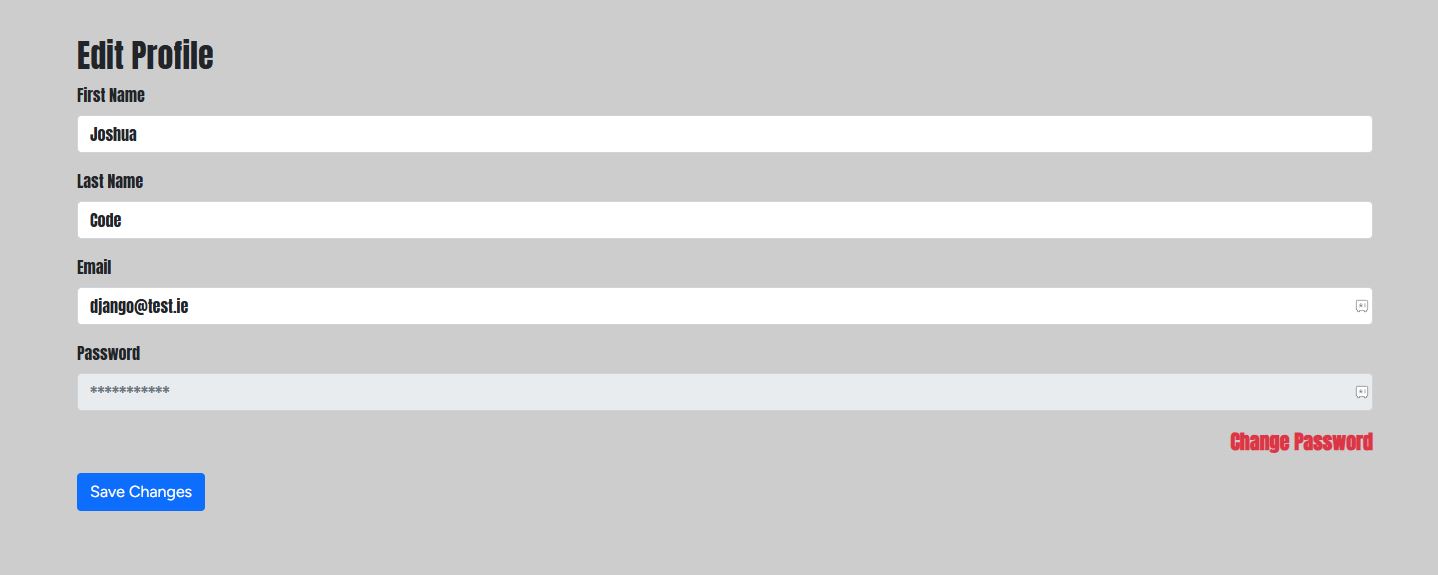 Edit Profile
First Name
Joshua
Last Name
Code
Email
django@test.ie
Password
***********
Change Password
Save Changes